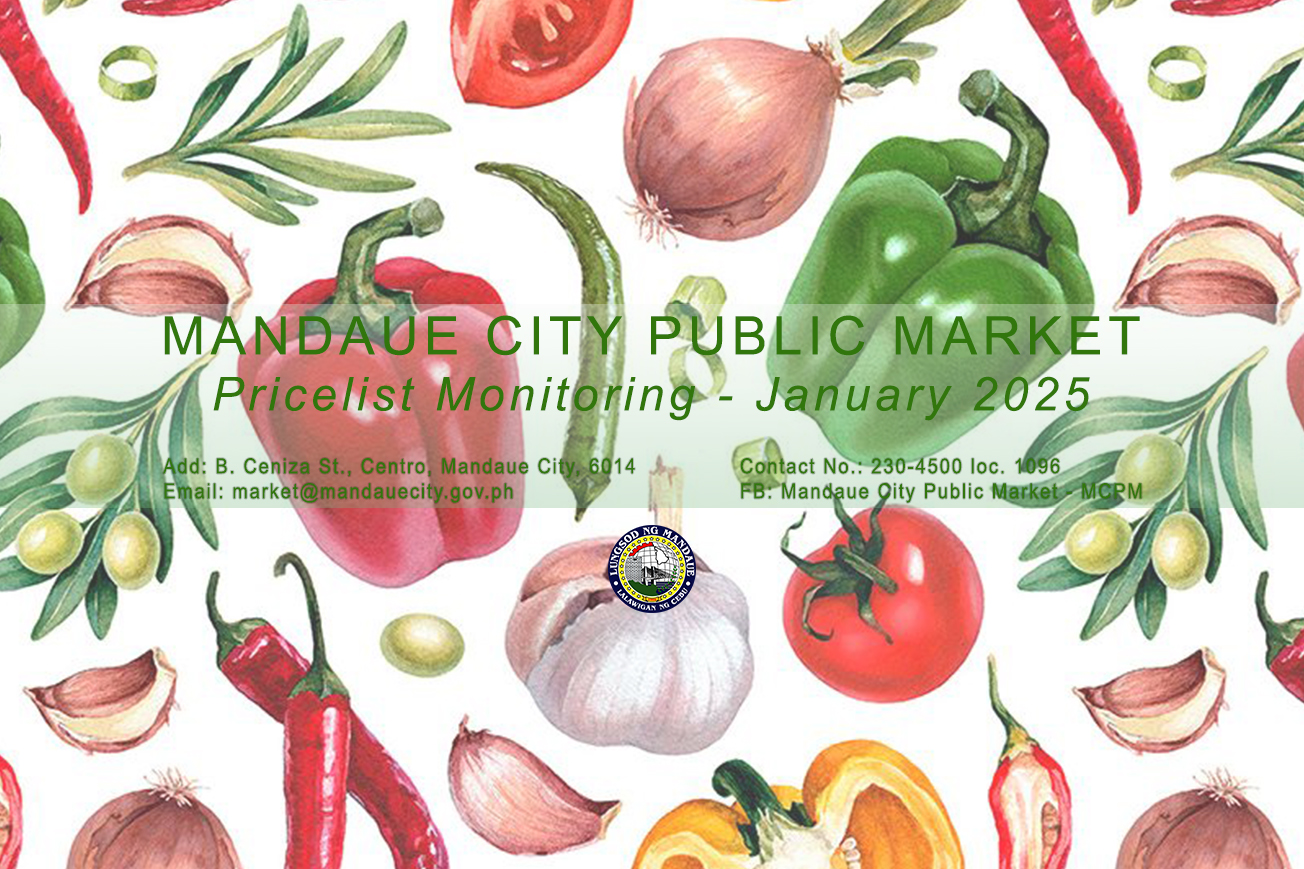 MANDAUE CITY PUBLIC MARKET
Pricelist Monitoring - January 2025
Add: B. Ceniza St., Centro, Mandaue City, 6014
Email: market@mandauecity.gov.ph
Contact No.: 230-4500 loc. 1096
FB: Mandaue City Public Market - MCPM
LUNGSOD NG MANDAUE
LALAWIGAN NG CEBU